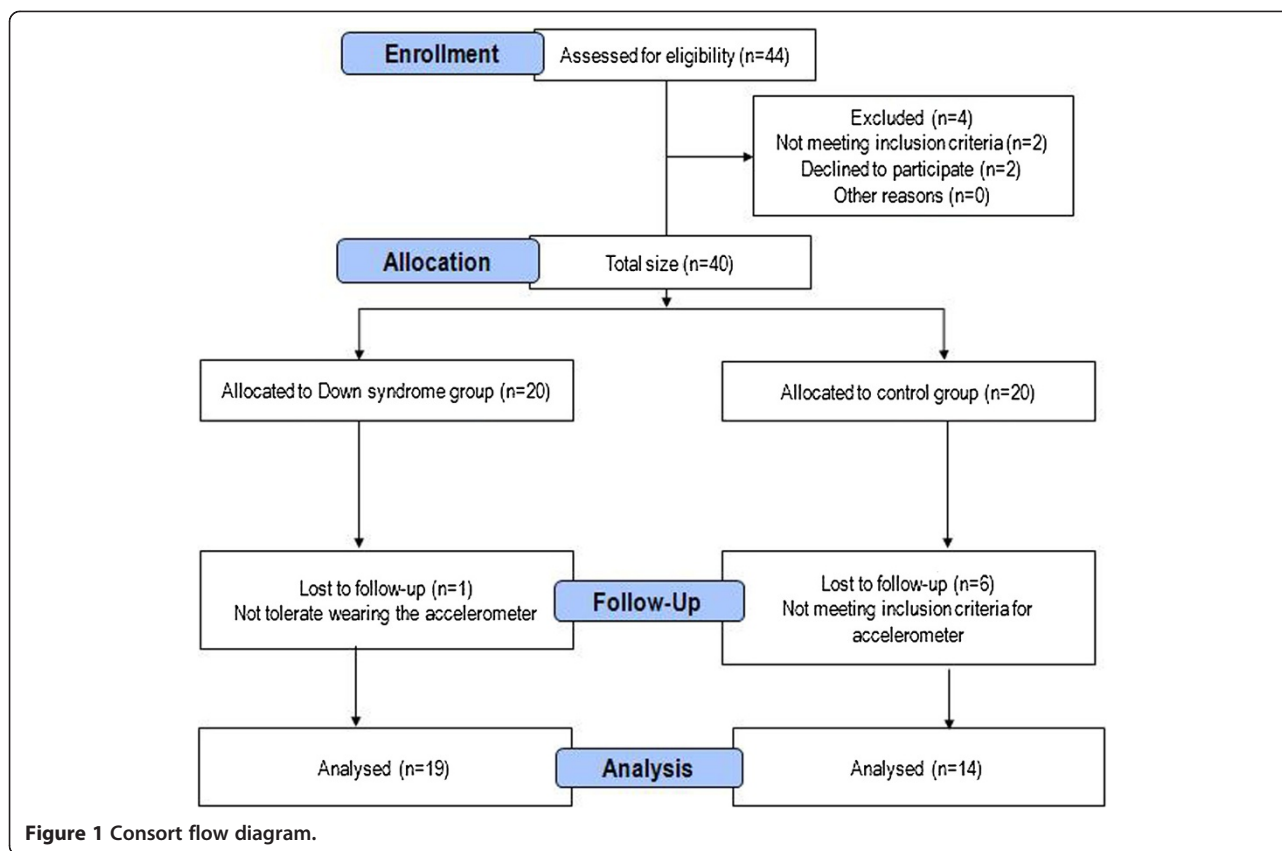 Enrollment
Assessed for eligibility (n=44)
Excluded (n=4)
Not meeting inclusion criteria (n=2)
Declined to participate (n=2)
Other reasons (n=0)
Allocation
Total size (n=40)
Allocated to Down syndrome group (n=20)
Allocated to control group (n=20)
Lost to follow-up (n=1)
Not tolerate wearing the accelerometer
Follow-Up
Lost to follow-up (n=6)
Not meeting inclusion criteria for
accelerometer
Analysed (n=19)
Analysis
Analysed (n=14)
Figure 1 Consort flow diagram.